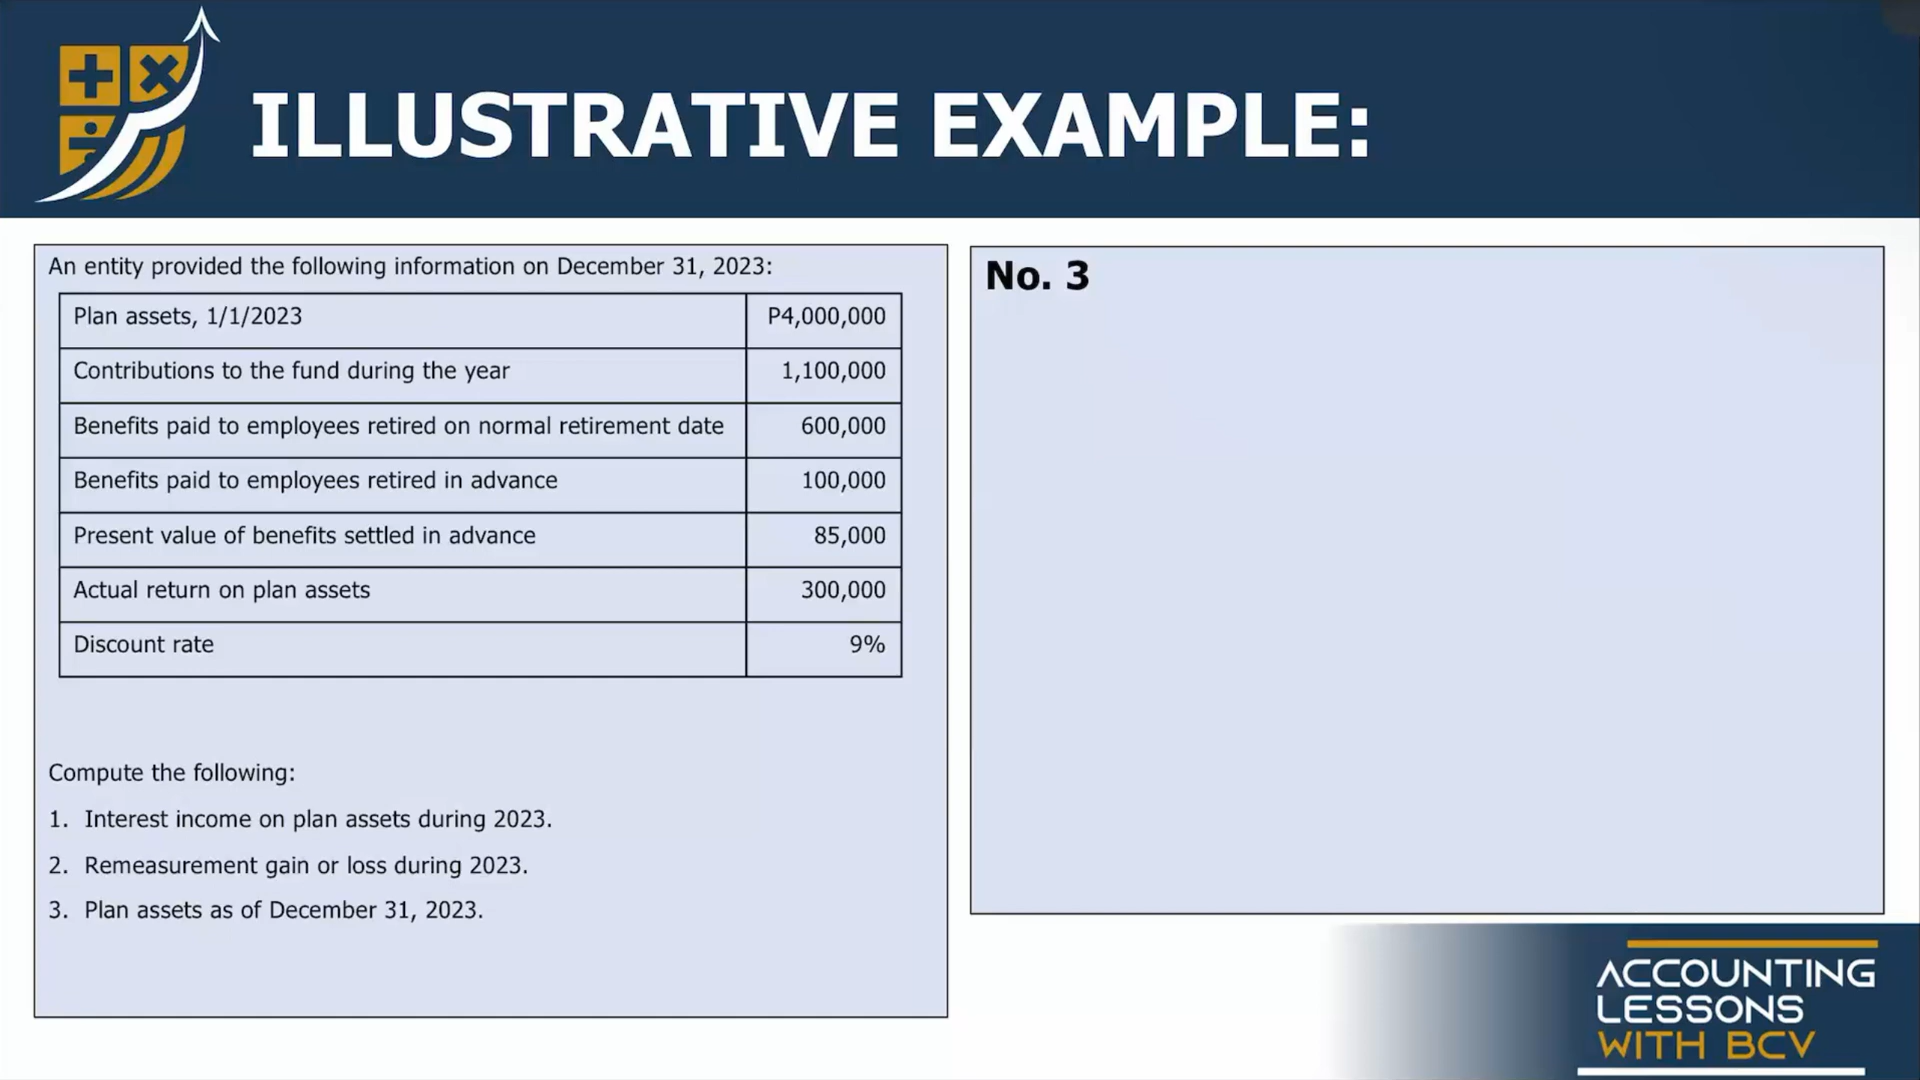 ILLUSTRATIVE EXAMPLE:
An entity provided the following information on December 31, 2023:
Plan assets, 1/1/2023 P4,000,000
Contributions to the fund during the year 1,100,000
Benefits paid to employees retired on normal retirement date 600,000
Benefits paid to employees retired in advance 100,000
Present value of benefits settled in advance 85,000
Actual return on plan assets 300,000
Discount rate 9%
Compute the following:
1. Interest income on plan assets during 2023.
2. Remeasurement gain or loss during 2023.
3. Plan assets as of December 31, 2023.
No. 3
ACCOUNTING
LESSONS
WITH BCV